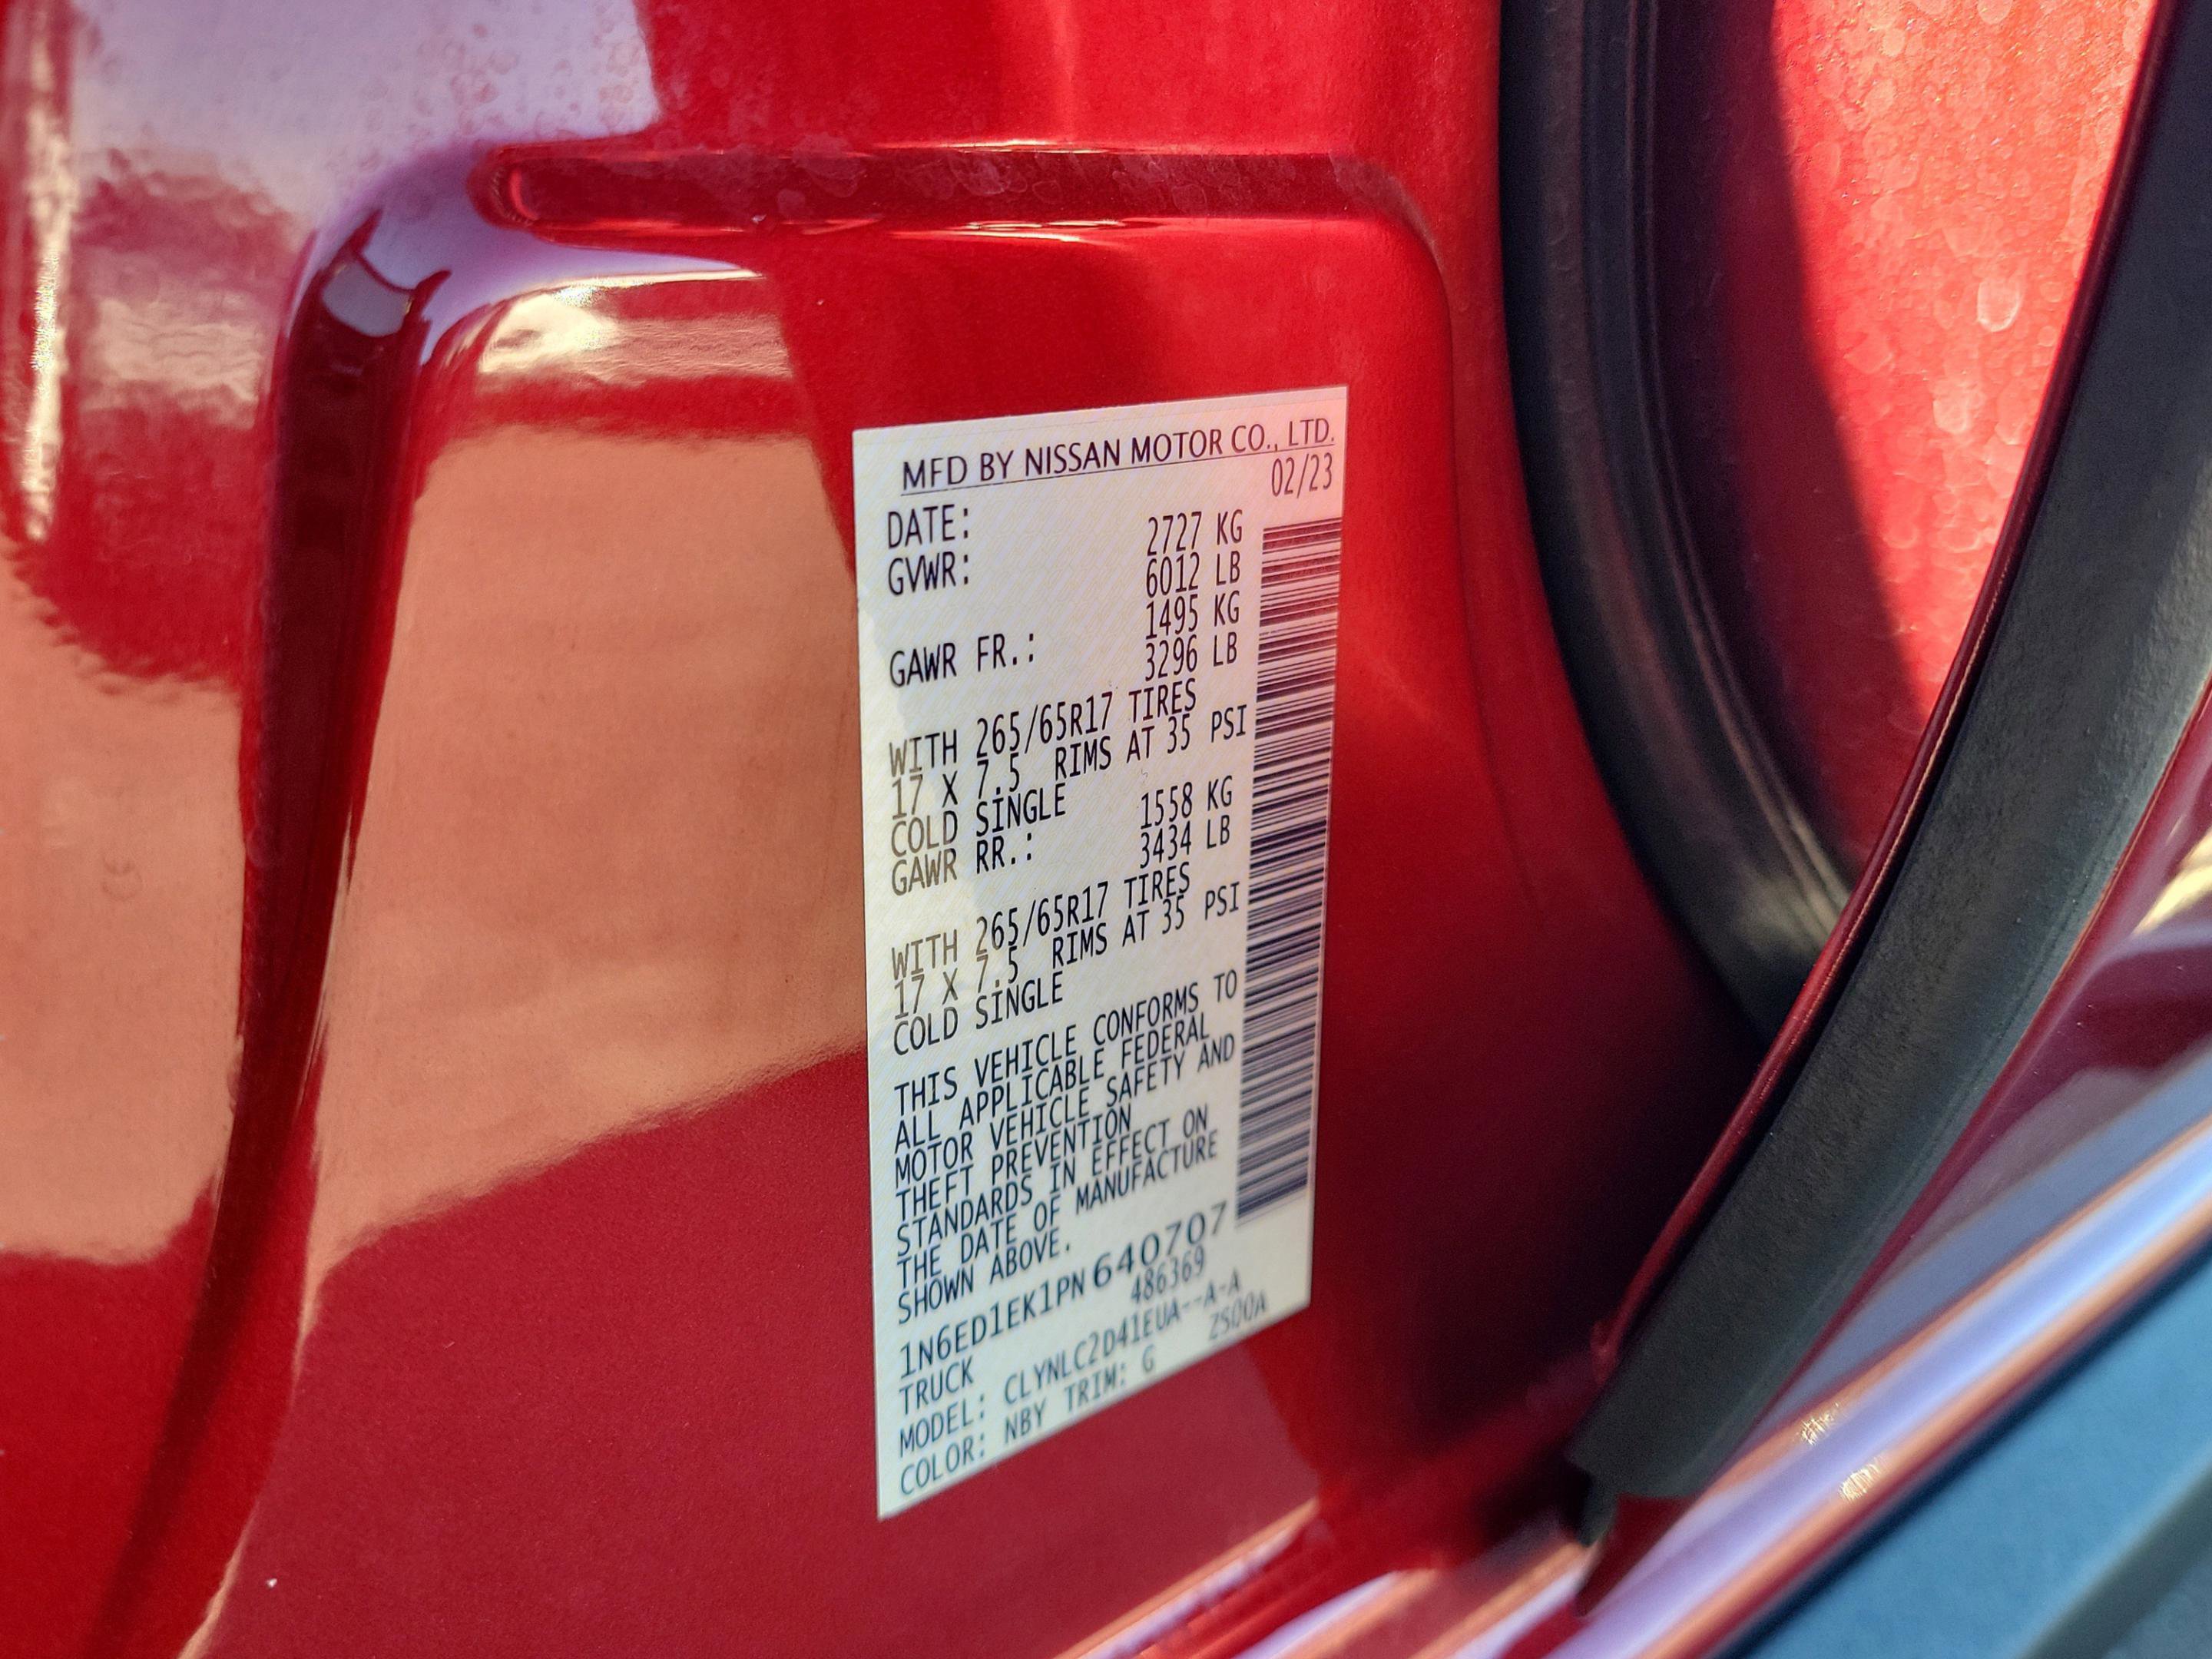 MFD BY NISSAN MOTOR CO., LTD.
DATE: 02/23
GVWR: 2727 KG
6012 LB
GAWR FR.: 1495 KG
3296 LB
WITH 265/65R17 TIRES
17 X 7.5 RIMS AT 35 PSI
COLD SINGLE
GAWR RR.: 1558 KG
3434 LB
WITH 265/65R17 TIRES
17 X 7.5 RIMS AT 35 PSI
COLD SINGLE
THIS VEHICLE CONFORMS TO
ALL APPLICABLE FEDERAL
MOTOR VEHICLE SAFETY AND
THEFT PREVENTION
STANDARDS IN EFFECT ON
THE DATE OF MANUFACTURE
SHOWN ABOVE.
1N6ED1EK1PN640707
TRUCK 486369
MODEL: CLYNLC2D41EUA--A-A
COLOR: NBY TRIM: G ZS00A